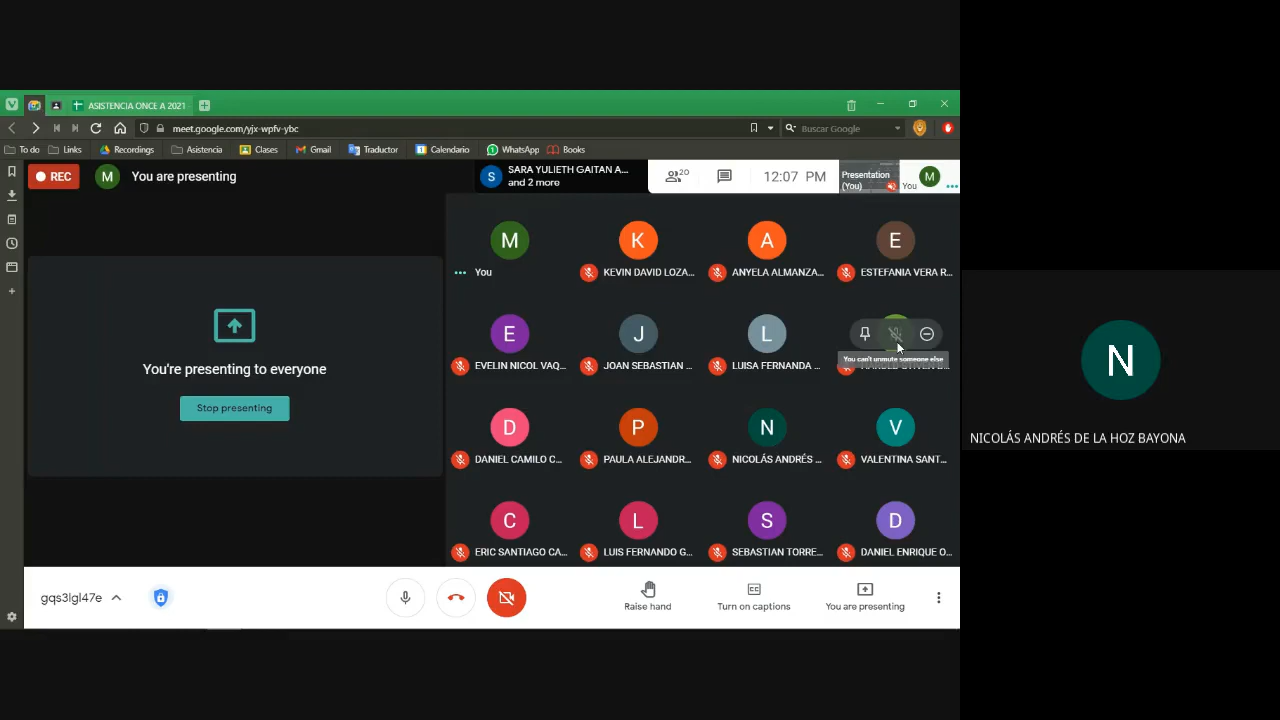 ASISTENCIA ONCE A 2021
meet.google.com/yjx-wpfv-ybc
Buscar Google
To do Links Recordings Asistencia Clases Gmail Traductor Calendario WhatsApp Books
REC
M
You are presenting
S
SARA YULIETH GAITAN A...
and 2 more
20
12:07 PM
Presentation
(You)
You
M
You're presenting to everyone
Stop presenting
M K A E
You KEVIN DAVID LOZA... ANYELA ALMANZA... ESTEFANIA VERA R...
E J L
You can't unmute someone else
EVELIN NICOL VAQ... JOAN SEBASTIAN ... LUISA FERNANDA ...
D P N V
DANIEL CAMILO C... PAULA ALEJANDR... NICOLÁS ANDRÉS ... VALENTINA SANT...
C L S D
ERIC SANTIAGO CA... LUIS FERNANDO G... SEBASTIAN TORRE... DANIEL ENRIQUE O...
gqs3lgl47e
Raise hand
CC
Turn on captions
You are presenting
N
NICOLÁS ANDRÉS DE LA HOZ BAYONA